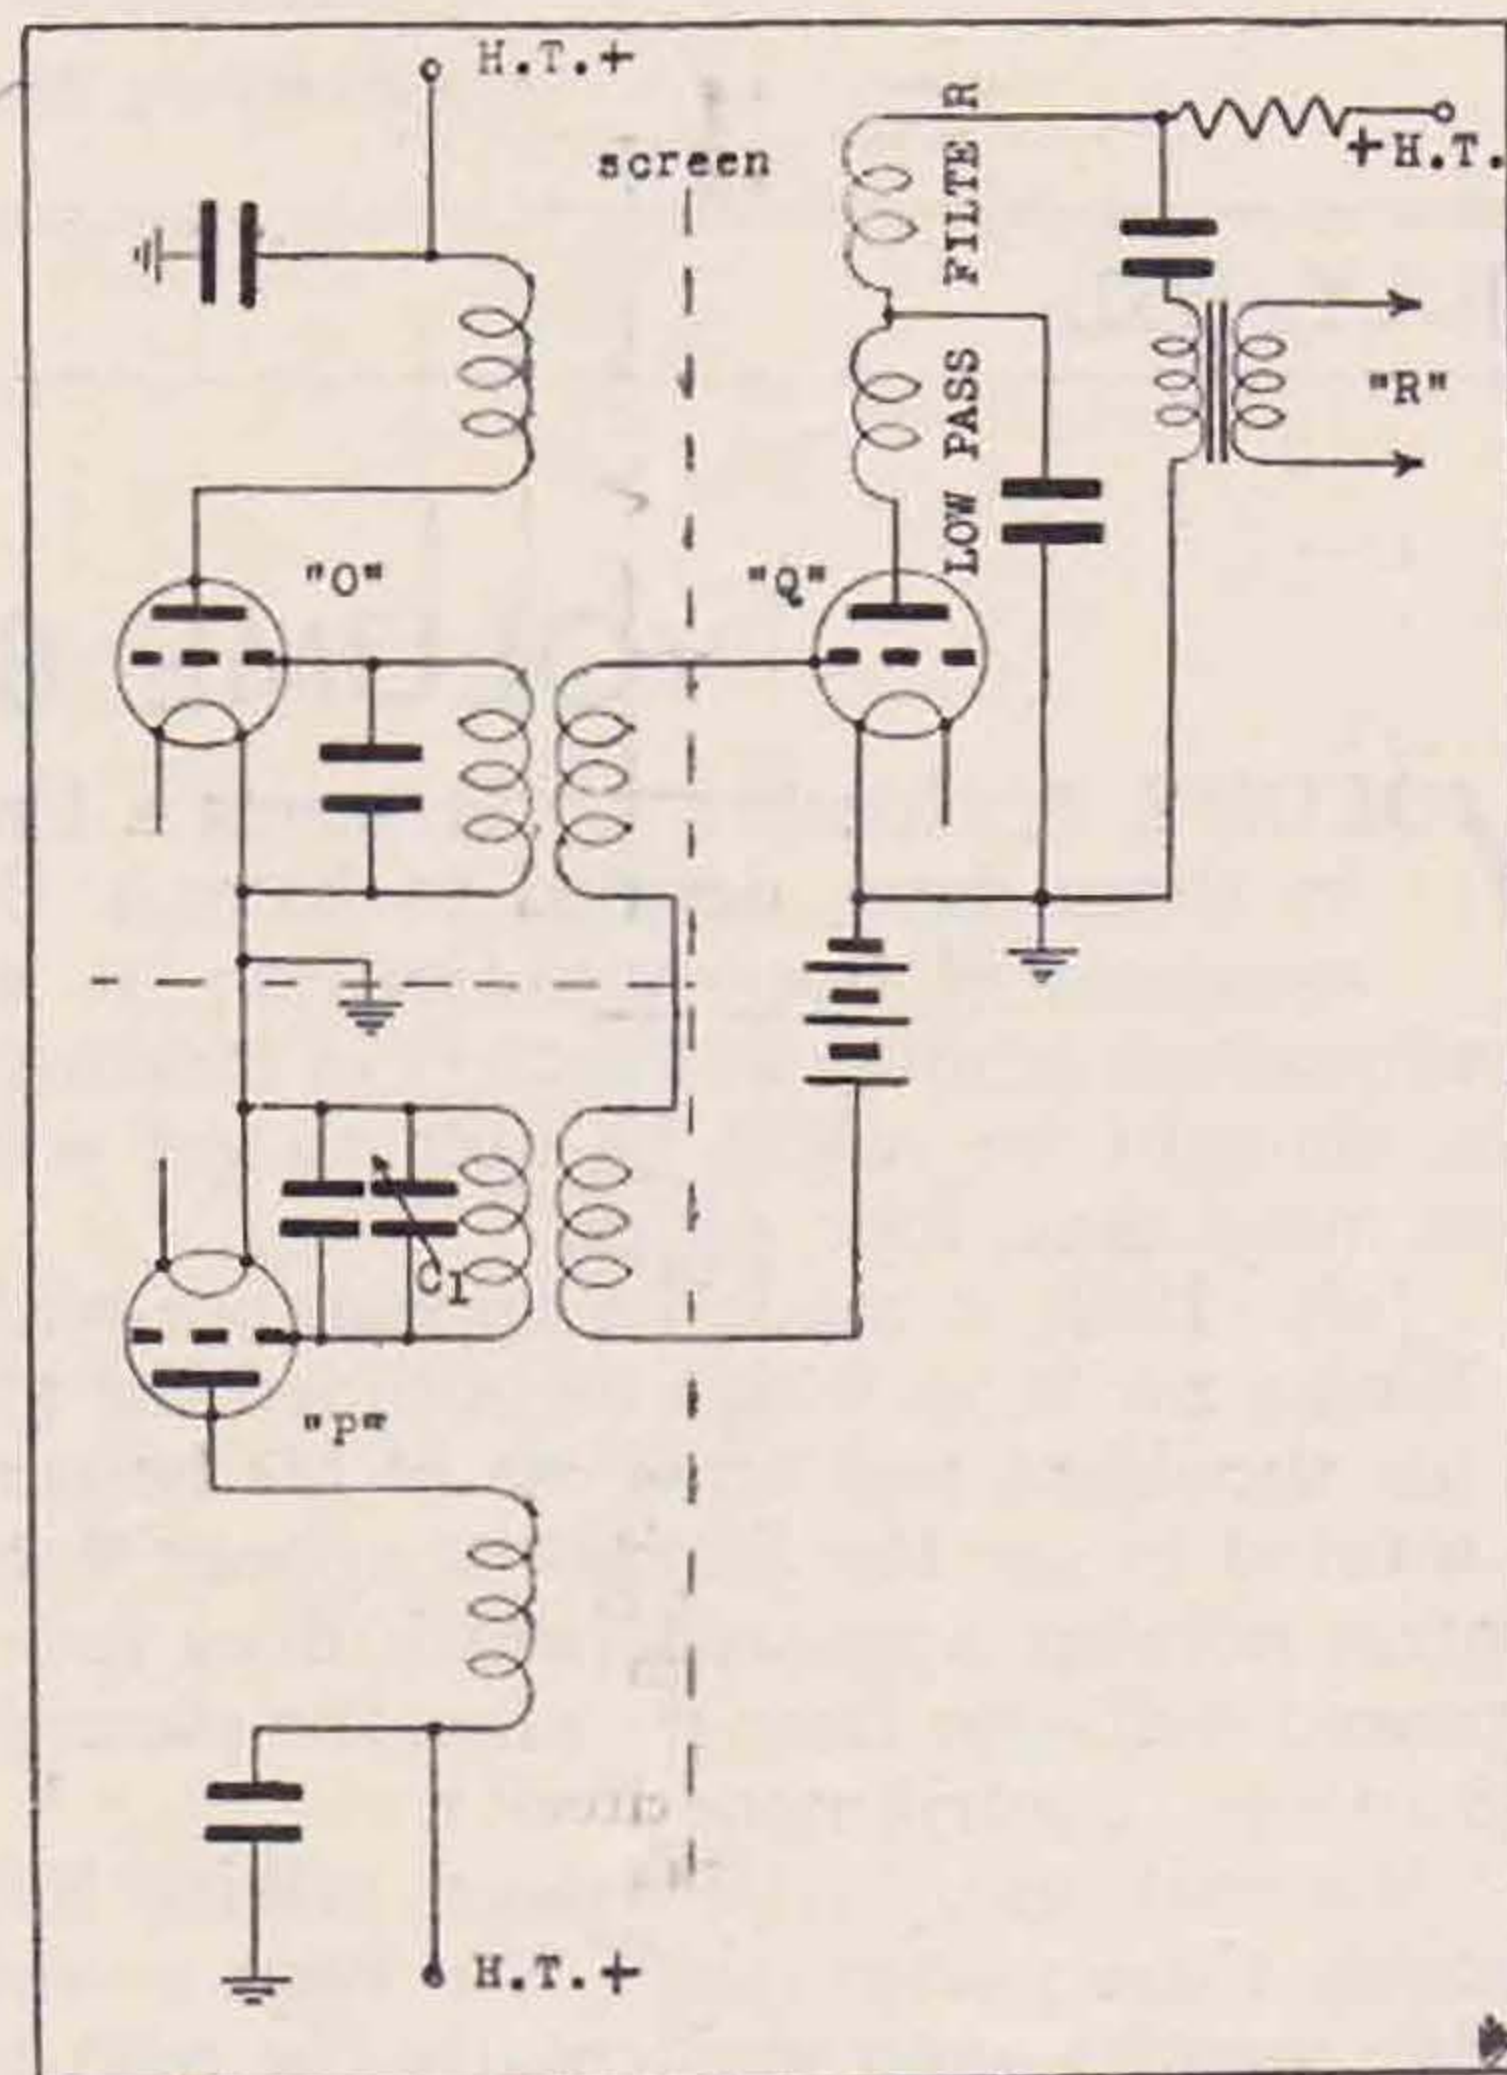 H.T.+
+H.T.
screen
LOW PASS FILTER
"R"
"O"
"Q"
C1
"P"
H.T.+